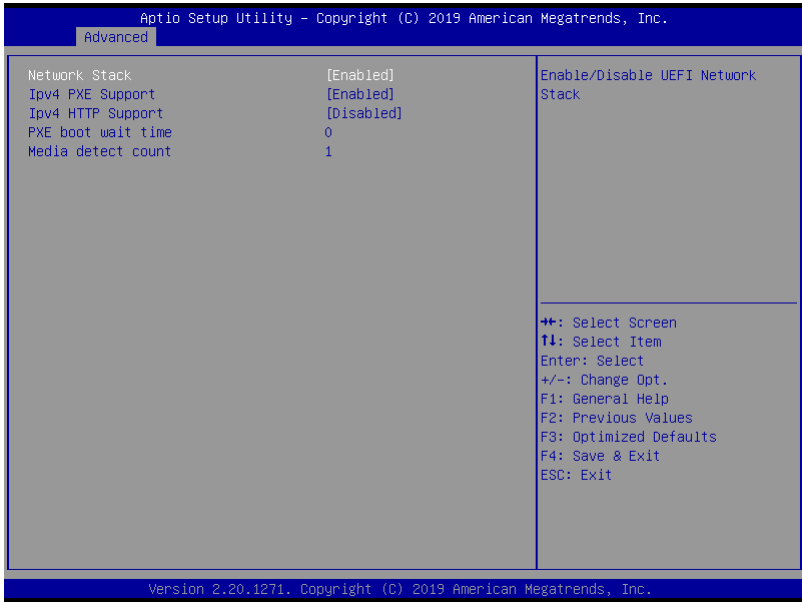 Aptio Setup Utility – Copyright (C) 2019 American Megatrends, Inc.
Advanced
Network Stack [Enabled]
Ipv4 PXE Support [Enabled]
Ipv4 HTTP Support [Disabled]
PXE boot wait time 0
Media detect count 1
Enable/Disable UEFI Network
Stack
→←: Select Screen
↑↓: Select Item
Enter: Select
+/-: Change Opt.
F1: General Help
F2: Previous Values
F3: Optimized Defaults
F4: Save & Exit
ESC: Exit
Version 2.20.1271. Copyright (C) 2019 American Megatrends, Inc.